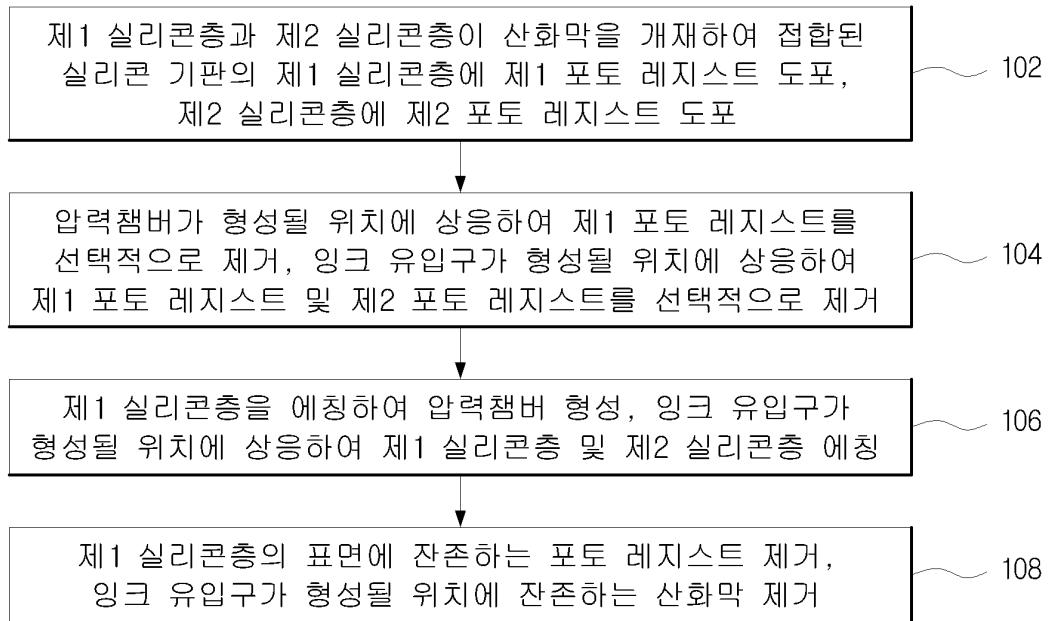 제1 실리콘층과 제2 실리콘층이 산화막을 개재하여 접합된
실리콘 기판의 제1 실리콘층에 제1 포토 레지스트 도포,
제2 실리콘층에 제2 포토 레지스트 도포
102
압력챔버가 형성될 위치에 상응하여 제1 포토 레지스트를
선택적으로 제거, 잉크 유입구가 형성될 위치에 상응하여
제1 포토 레지스트 및 제2 포토 레지스트를 선택적으로 제거
104
제1 실리콘층을 에칭하여 압력챔버 형성, 잉크 유입구가
형성될 위치에 상응하여 제1 실리콘층 및 제2 실리콘층 에칭
106
제1 실리콘층의 표면에 잔존하는 포토 레지스트 제거,
잉크 유입구가 형성될 위치에 잔존하는 산화막 제거
108